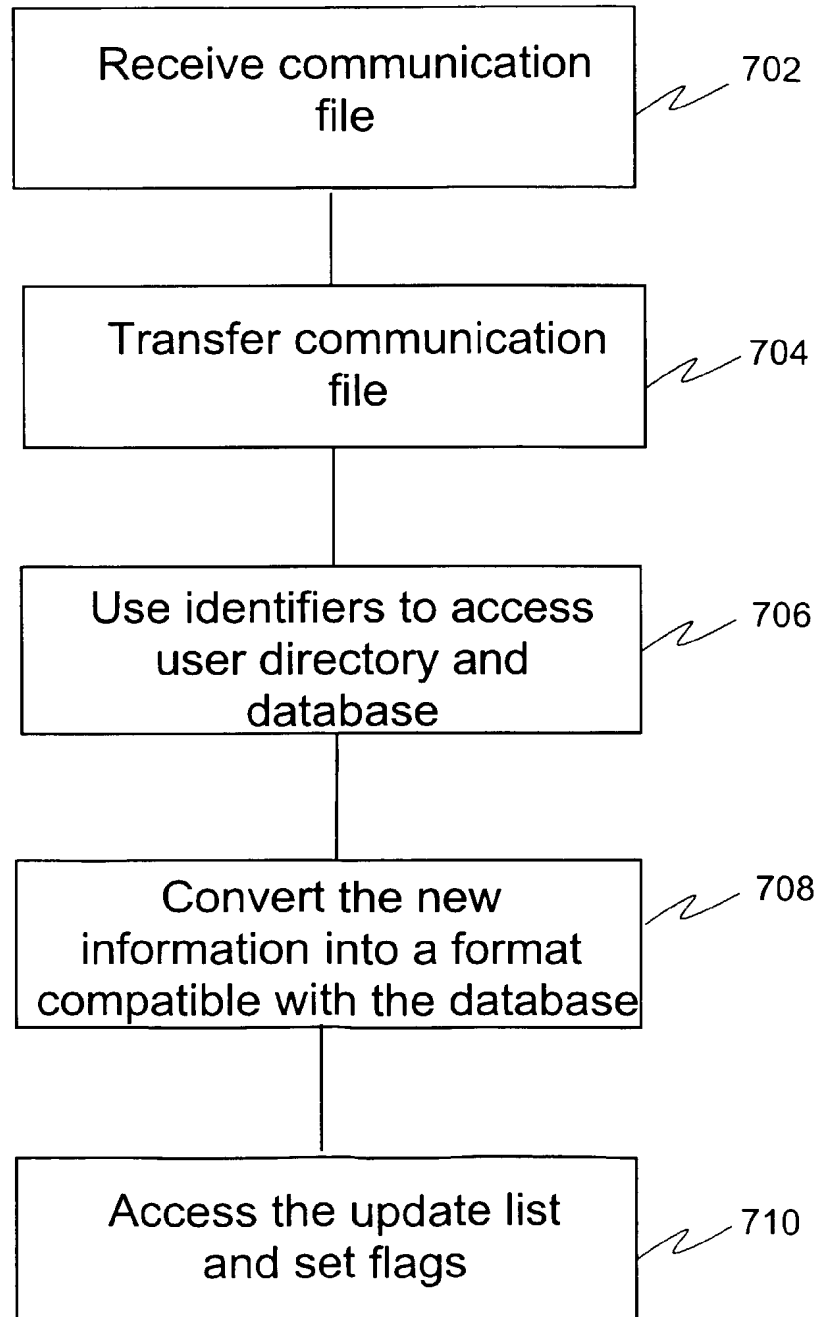 Receive communication
file
702
Transfer communication
file
704
Use identifiers to access
user directory and
database
706
Convert the new
information into a format
compatible with the database
708
Access the update list
and set flags
710